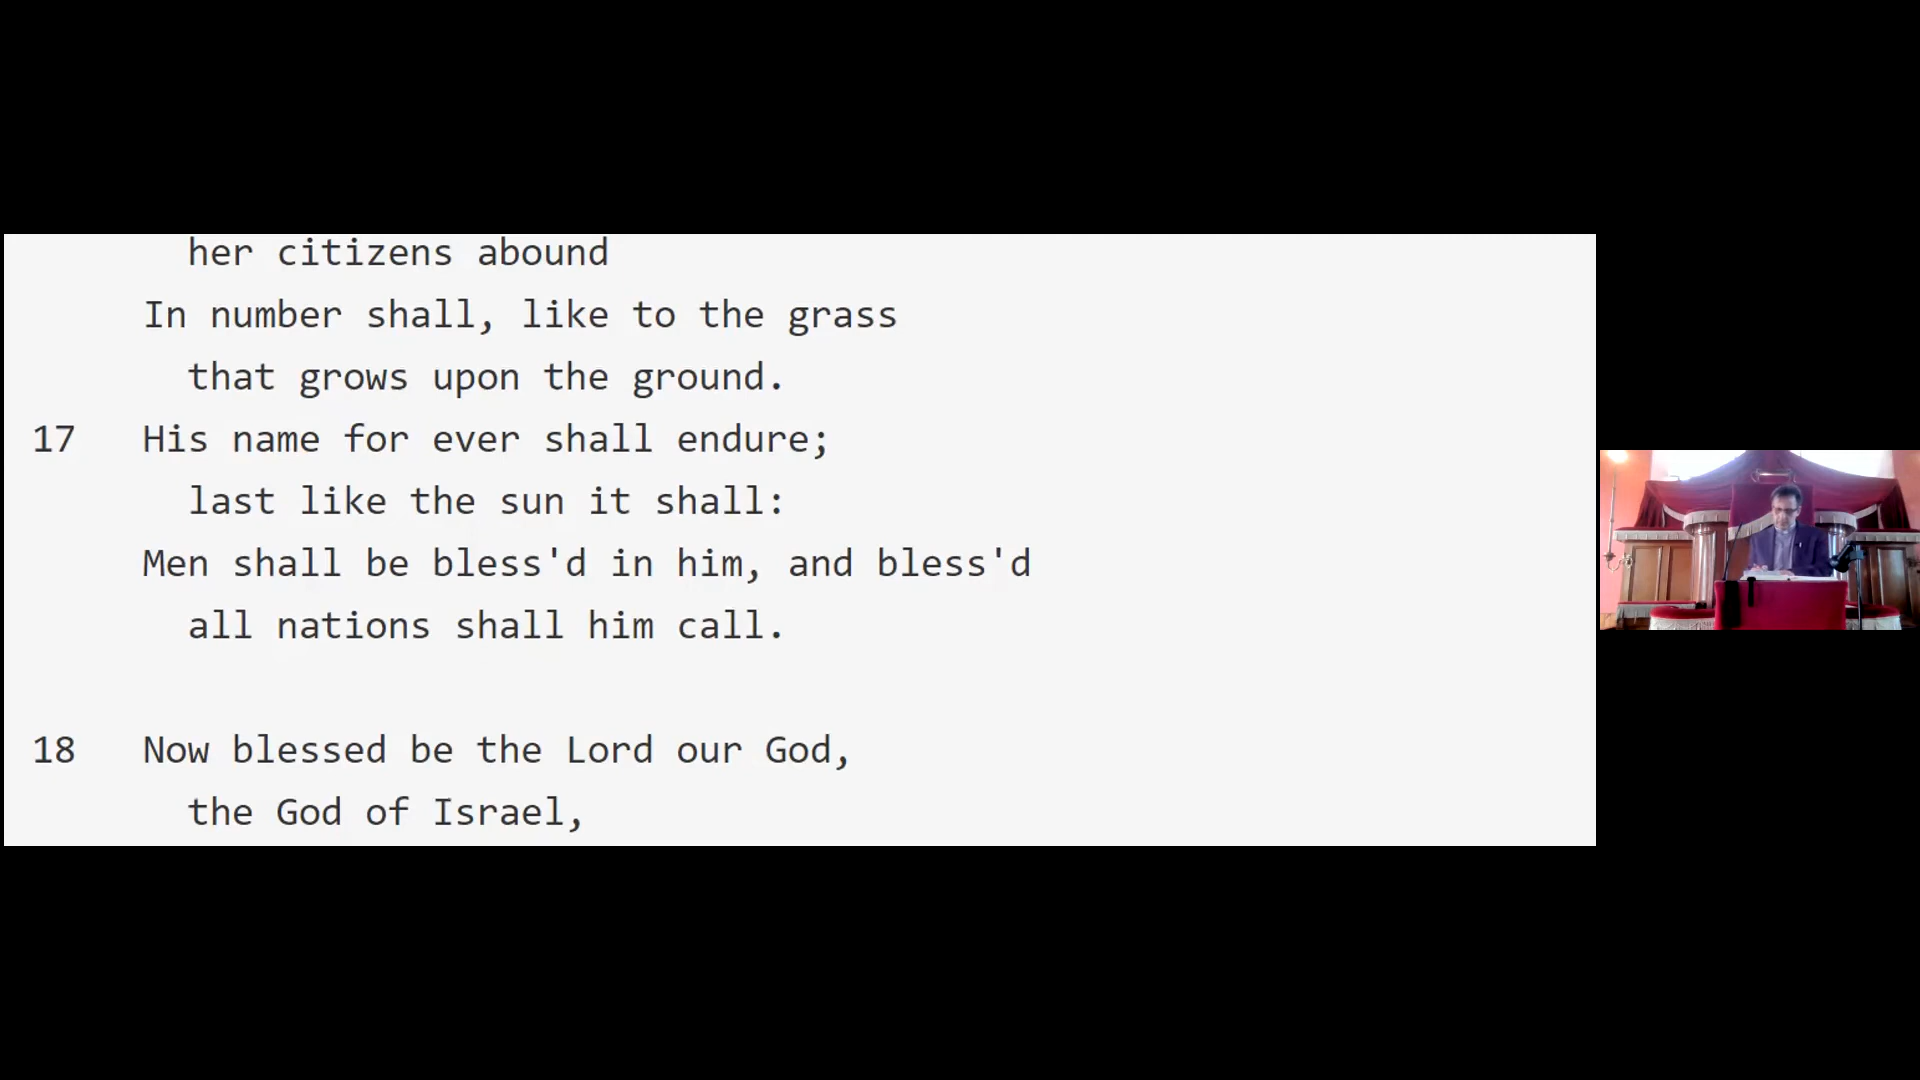 her citizens abound
In number shall, like to the grass
that grows upon the ground.
17 His name for ever shall endure;
last like the sun it shall:
Men shall be bless'd in him, and bless'd
all nations shall him call.
18 Now blessed be the Lord our God,
the God of Israel,